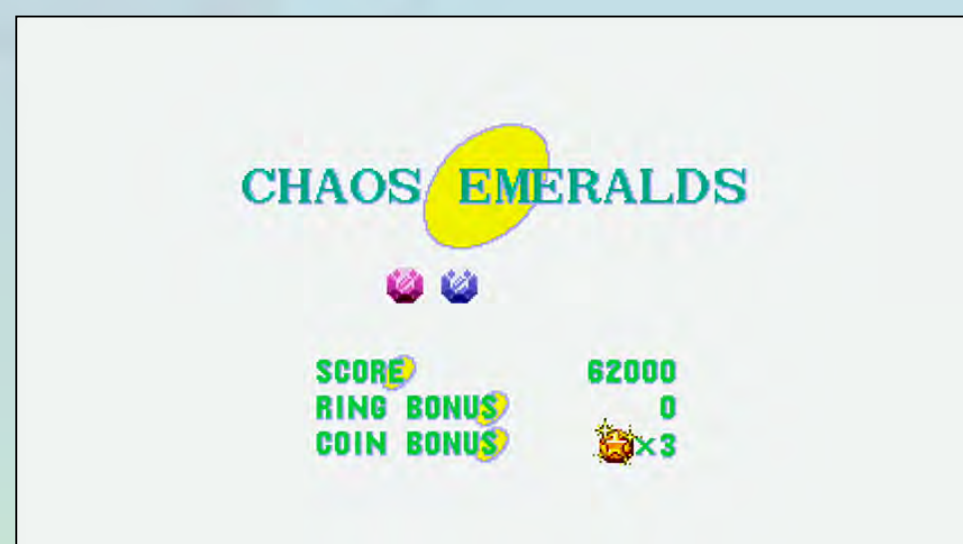 CHAOS EMERALDS
SCORE 62000
RING BONUS 0
COIN BONUS ×3